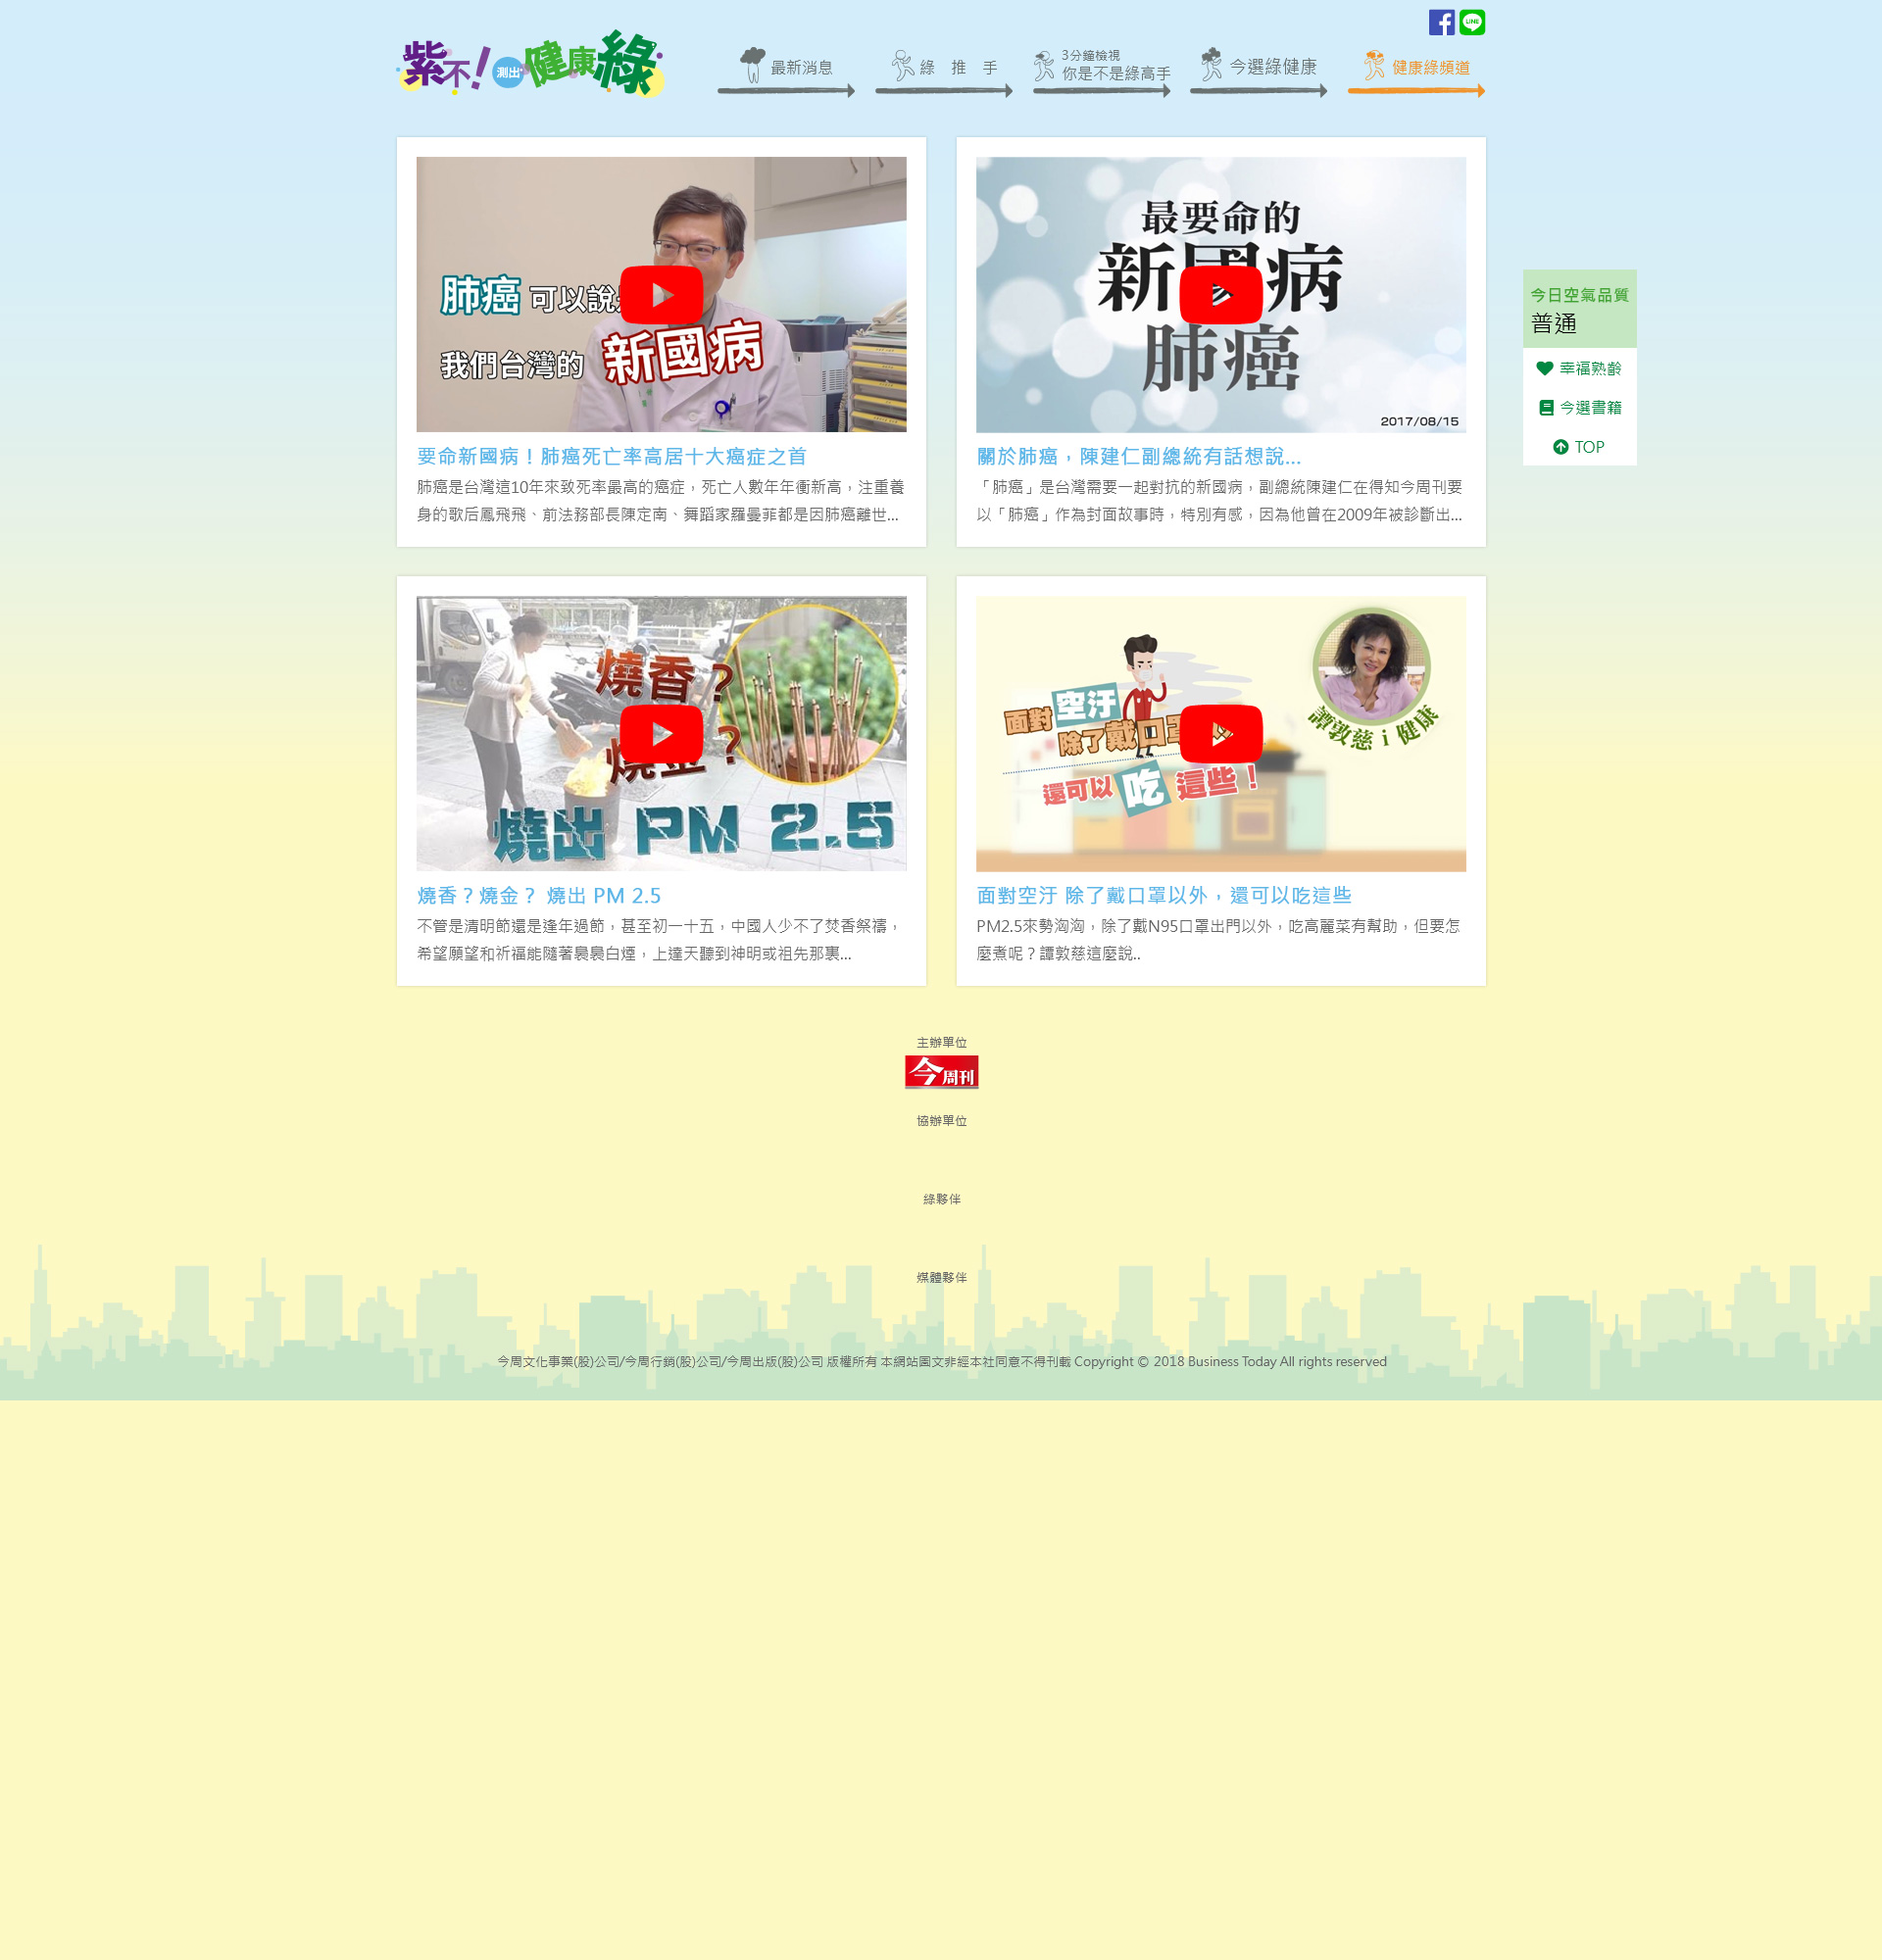 紫不!測出健康綠
最新消息
綠 推 手
3分鐘檢視
你是不是綠高手
今選綠健康
健康綠頻道
肺癌 可以說
我們台灣的 新國病
要命新國病！肺癌死亡率高居十大癌症之首
肺癌是台灣這10年來致死率最高的癌症，死亡人數年年衝新高，注重養
身的歌后鳳飛飛、前法務部長陳定南、舞蹈家羅曼菲都是因肺癌離世...
最要命的
新國病
肺癌
2017/08/15
關於肺癌，陳建仁副總統有話想說...
「肺癌」是台灣需要一起對抗的新國病，副總統陳建仁在得知今周刊要
以「肺癌」作為封面故事時，特別有感，因為他曾在2009年被診斷出...
今日空氣品質
普通
幸福熟齡
今選書籍
TOP
燒香？
燒金？
燒出 PM 2.5
燒香？燒金？ 燒出 PM 2.5
不管是清明節還是逢年過節，甚至初一十五，中國人少不了焚香祭禱，
希望願望和祈福能隨著裊裊白煙，上達天聽到神明或祖先那裏...
面對空汙
除了戴口罩
還可以吃這些！
譚敦慈 i 健康
面對空汙 除了戴口罩以外，還可以吃這些
PM2.5來勢洶洶，除了戴N95口罩出門以外，吃高麗菜有幫助，但要怎
麼煮呢？譚敦慈這麼說..
主辦單位
今周刊
協辦單位
綠夥伴
媒體夥伴
今周文化事業(股)公司/今周行銷(股)公司/今周出版(股)公司 版權所有 本網站圖文非經本社同意不得刊載 Copyright © 2018 Business Today All rights reserved